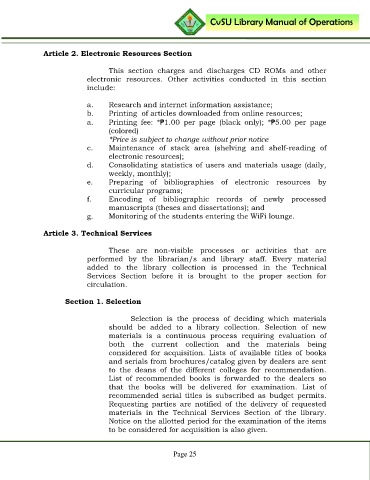 CvSU Library Manual of Operations
Article 2. Electronic Resources Section
This section charges and discharges CD ROMs and other
electronic resources. Other activities conducted in this section
include:
a. Research and internet information assistance;
b. Printing of articles downloaded from online resources;
a. Printing fee: *₱1.00 per page (black only); *₱5.00 per page
(colored)
*Price is subject to change without prior notice
c. Maintenance of stack area (shelving and shelf-reading of
electronic resources);
d. Consolidating statistics of users and materials usage (daily,
weekly, monthly);
e. Preparing of bibliographies of electronic resources by
curricular programs;
f. Encoding of bibliographic records of newly processed
manuscripts (theses and dissertations); and
g. Monitoring of the students entering the WiFi lounge.
Article 3. Technical Services
These are non-visible processes or activities that are
performed by the librarian/s and library staff. Every material
added to the library collection is processed in the Technical
Services Section before it is brought to the proper section for
circulation.
Section 1. Selection
Selection is the process of deciding which materials
should be added to a library collection. Selection of new
materials is a continuous process requiring evaluation of
both the current collection and the materials being
considered for acquisition. Lists of available titles of books
and serials from brochures/catalog given by dealers are sent
to the deans of the different colleges for recommendation.
List of recommended books is forwarded to the dealers so
that the books will be delivered for examination. List of
recommended serial titles is subscribed as budget permits.
Requesting parties are notified of the delivery of requested
materials in the Technical Services Section of the library.
Notice on the allotted period for the examination of the items
to be considered for acquisition is also given.
Page 25